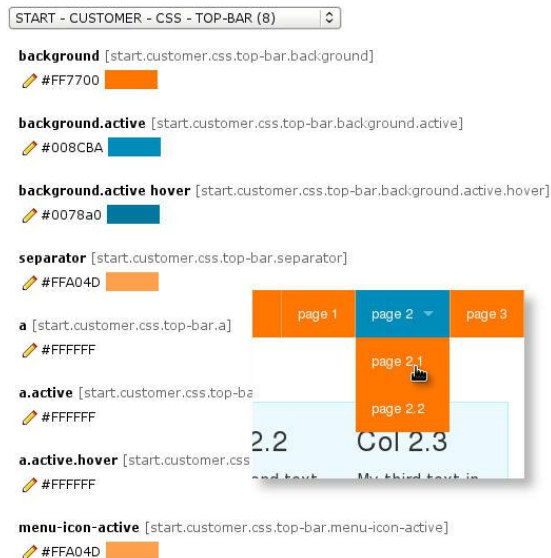 START - CUSTOMER - CSS - TOP-BAR (8)
background [start.customer.css.top-bar.background]
#FF7700
background.active [start.customer.css.top-bar.background.active]
#008CBA
background.active hover [start.customer.css.top-bar.background.active.hover]
#0078a0
separator [start.customer.css.top-bar.separator]
#FFA04D
page 1 page 2 page 3
a [start.customer.css.top-bar.a]
#FFFFFF
page 2.1
a.active [start.customer.css.top-ba
page 2.2
#FFFFFF
2.2 Col 2.3
a.active.hover [start.customer.css
My third text in
#FFFFFF
menu-icon-active [start.customer.css.top-bar.menu-icon-active]
#FFA04D